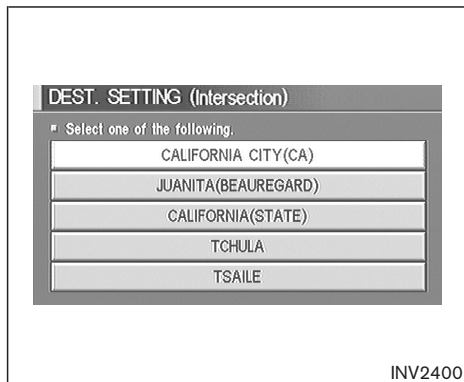 DEST. SETTING (Intersection)
Select one of the following.
CALIFORNIA CITY(CA)
JUANITA(BEAUREGARD)
CALIFORNIA(STATE)
TCHULA
TSAILE
INV2400